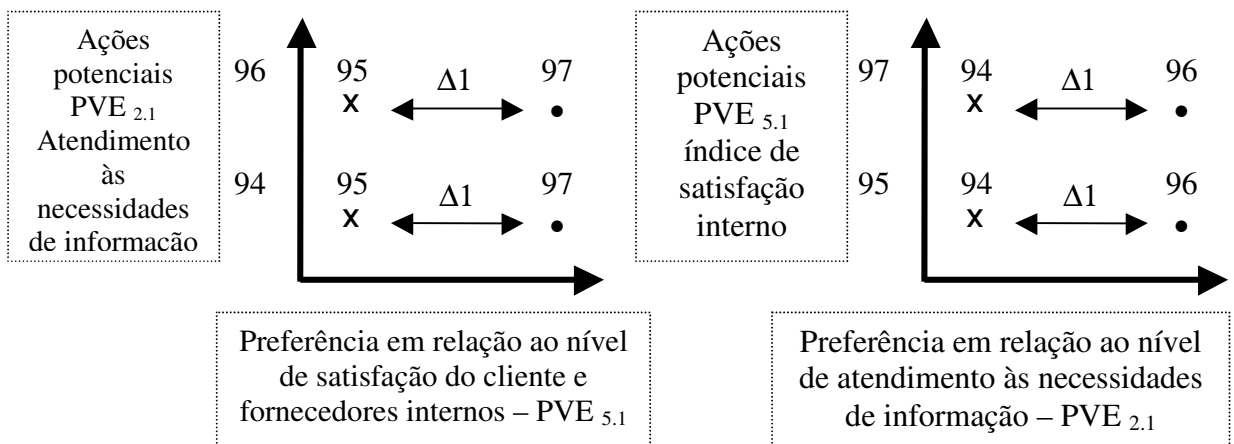 Ações
potenciais
PVE 2.1
Atendimento
às
necessidades
de informacão
96
95
Δ1
97
x
94
95
Δ1
97
x
Preferência em relação ao nível
de satisfação do cliente e
fornecedores internos – PVE 5.1
Ações
potenciais
PVE 5.1
índice de
satisfação
interno
97
94
Δ1
96
x
95
94
Δ1
96
x
Preferência em relação ao nível
de atendimento às necessidades
de informação – PVE 2.1